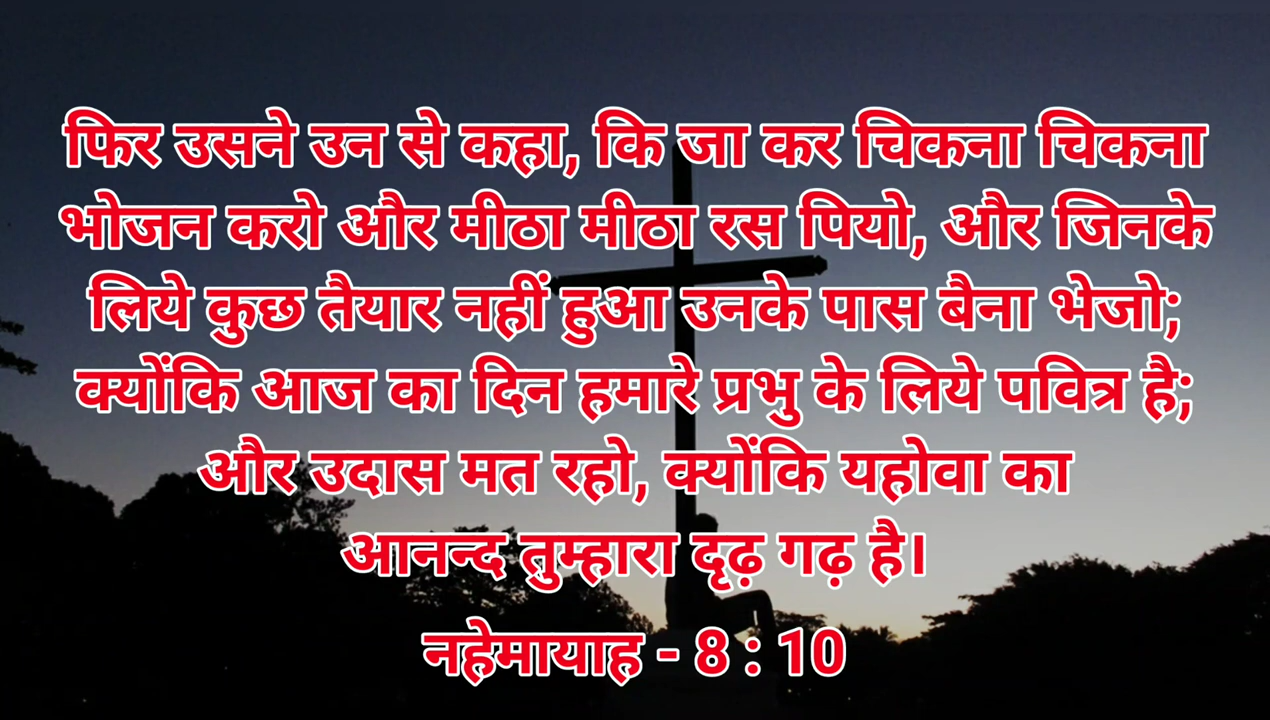 फिर उसने उन से कहा, कि जा कर चिकना चिकना
भोजन करो और मीठा मीठा रस पियो, और जिनके
लिये कुछ तैयार नहीं हुआ उनके पास बैना भेजो;
क्योंकि आज का दिन हमारे प्रभु के लिये पवित्र है;
और उदास मत रहो, क्योंकि यहोवा का
आनन्द तुम्हारा दृढ़ गढ़ है।
नहेमायाह - 8 : 10